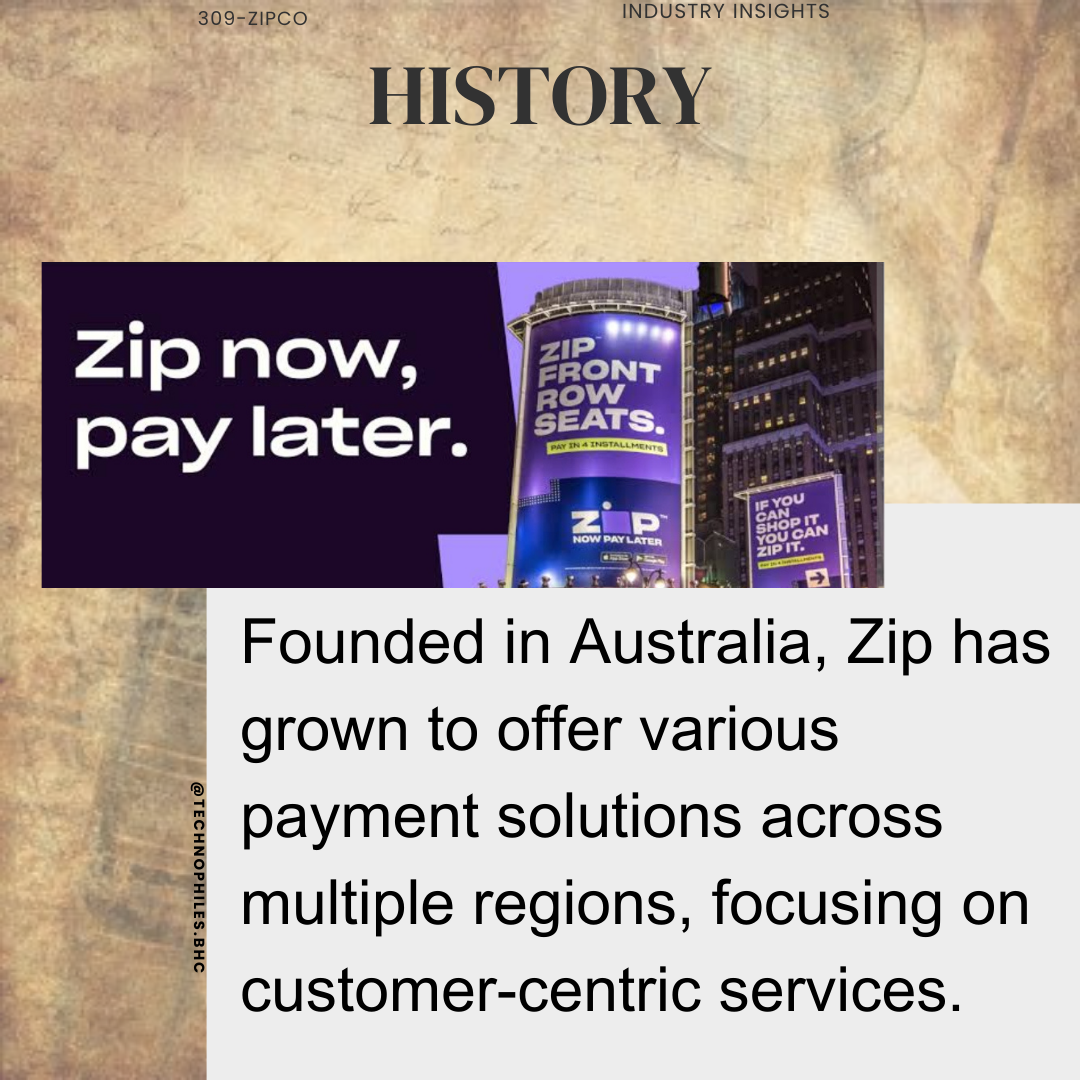 309-ZIPCO
INDUSTRY INSIGHTS
HISTORY
Zip now,
pay later.
ZIP
FRONT
ROW
SEATS.
PAY IN 4 INSTALLMENTS
ZIP
NOW PAY LATER
IF YOU
CAN
SHOP IT
YOU CAN
ZIP IT.
PAY IN 4 INSTALLMENTS
Founded in Australia, Zip has
grown to offer various
payment solutions across
multiple regions, focusing on
customer-centric services.
@TECHNOPHILES.BHC